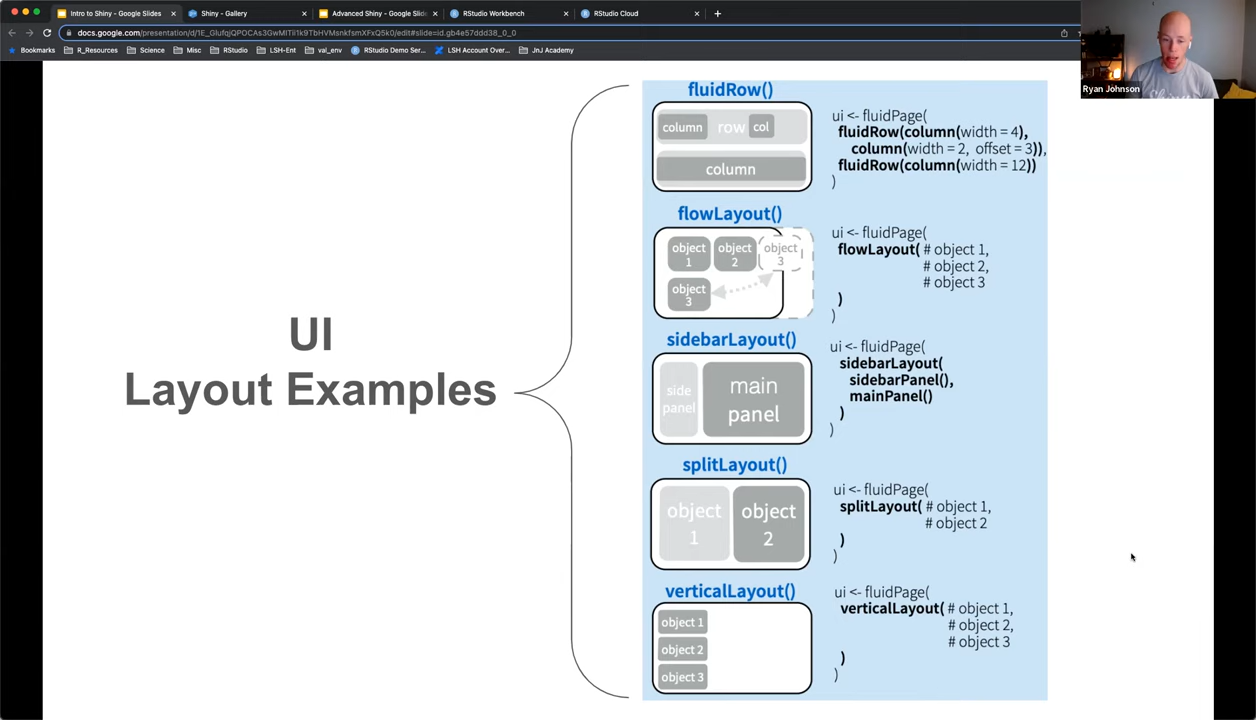 Intro to Shiny - Google Slides
Shiny - Gallery
Advanced Shiny - Google Slid
RStudio Workbench
RStudio Cloud
Bookmarks
R_Resources
Science
Misc
RStudio
LSH-Ent
val_env
RStudio Demo Ser...
LSH Account Over...
JnJ Academy
Ryan Johnson
UI
Layout Examples
fluidRow()
column row col
column
ui <- fluidPage(
fluidRow(column(width = 4),
column(width = 2, offset = 3)),
fluidRow(column(width = 12))
)
flowLayout()
object
1
object
2
object
3
object
3
ui <- fluidPage(
flowLayout( # object 1,
# object 2,
# object 3
)
)
sidebarLayout()
side
panel
main
panel
ui <- fluidPage(
sidebarLayout(
sidebarPanel(),
mainPanel()
)
)
splitLayout()
object
1
object
2
ui <- fluidPage(
splitLayout( # object 1,
# object 2
)
)
verticalLayout()
object 1
object 2
object 3
ui <- fluidPage(
verticalLayout( # object 1,
# object 2,
# object 3
)
)